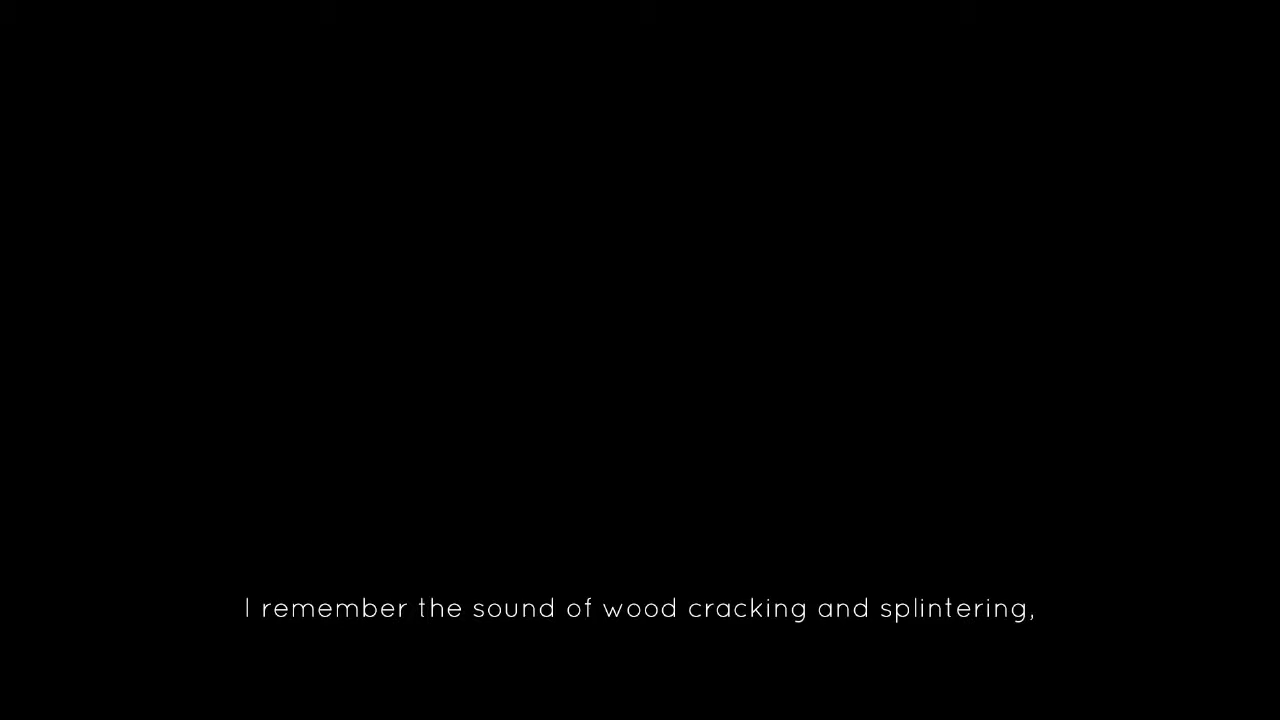 I remember the sound of wood cracking and splintering,